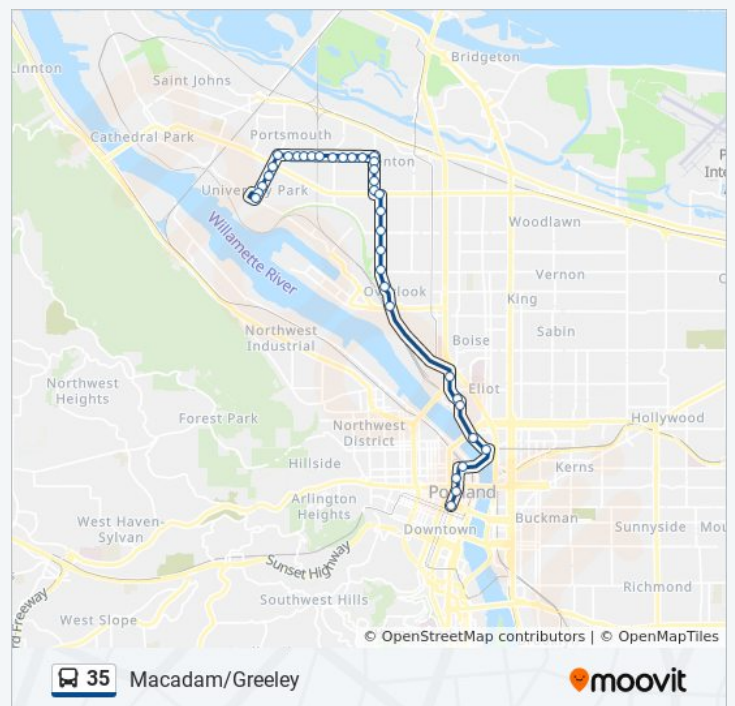 Bridgeton
Linnton
Saint Johns
Portsmouth
Cathedral Park
University Park
Woodlawn
Willamette River
Vernon
Overlook
King
Northwest
Industrial
Boise
Sabin
Northwest
Heights
Eliot
Forest Park
Northwest
District
Hollywood
Hillside
Kerns
Arlington
Heights
Portland
West Haven-
Sylvan
Downtown
Buckman
Sunnyside
Sunset Highway
Southwest Hills
Richmond
West Slope
© OpenStreetMap contributors | © OpenMapTiles
35 Macadam/Greeley
moovit